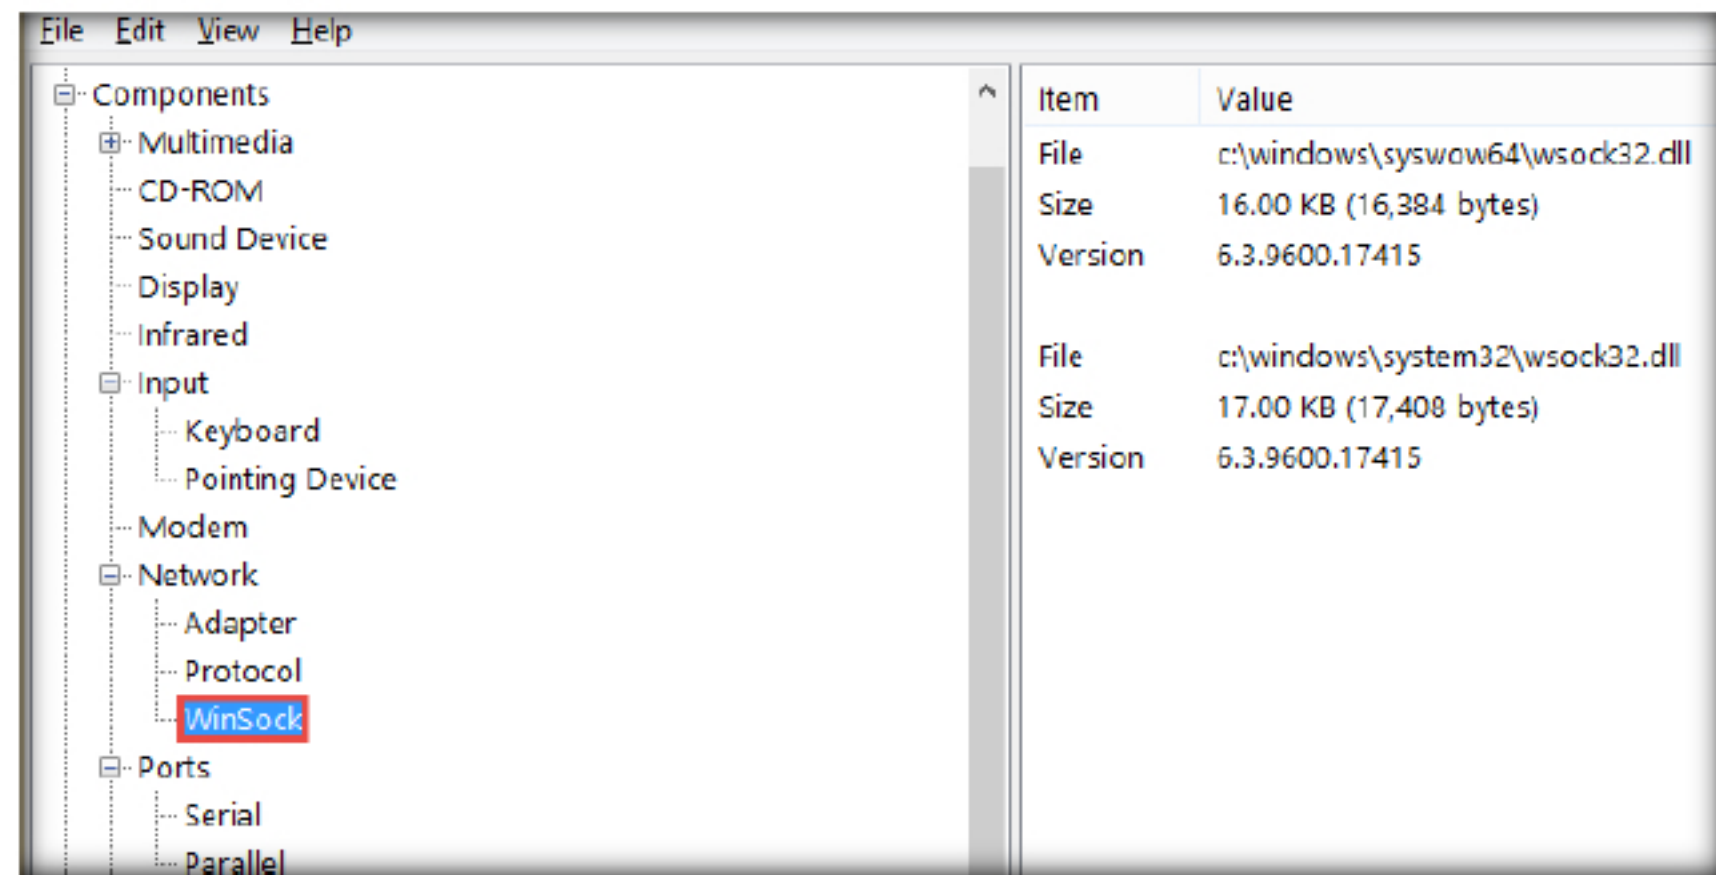 File Edit View Help
Components
Multimedia
CD-ROM
Sound Device
Display
Infrared
Input
Keyboard
Pointing Device
Modem
Network
Adapter
Protocol
WinSock
Ports
Serial
Parallel
Item Value
File c:\windows\syswow64\wsock32.dll
Size 16.00 KB (16,384 bytes)
Version 6.3.9600.17415
File c:\windows\system32\wsock32.dll
Size 17.00 KB (17,408 bytes)
Version 6.3.9600.17415